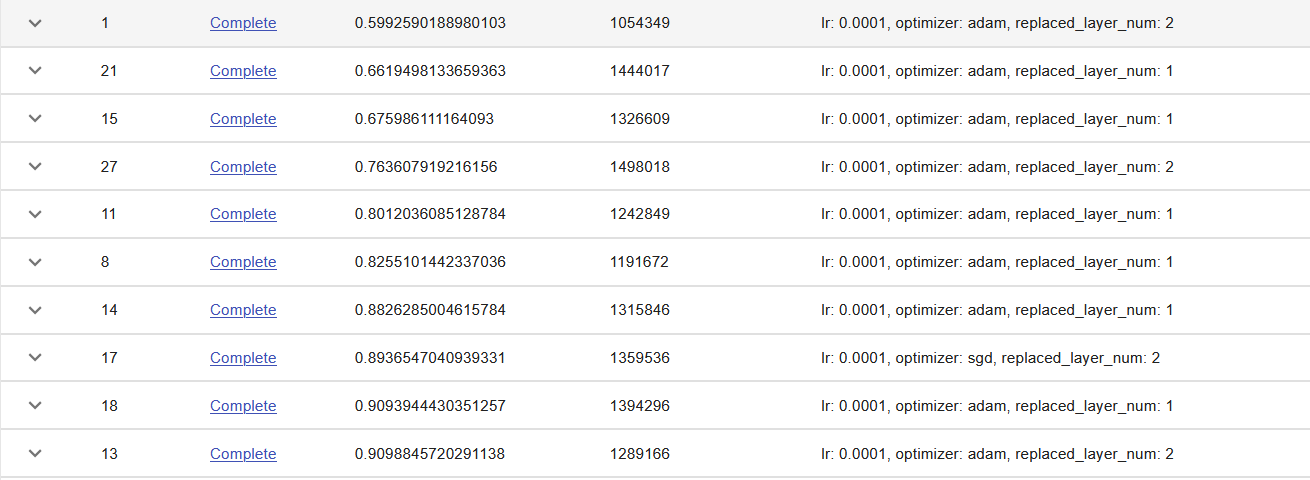 1 Complete 0.5992590188980103 1054349 lr: 0.0001, optimizer: adam, replaced_layer_num: 2
21 Complete 0.6619498133659363 1444017 lr: 0.0001, optimizer: adam, replaced_layer_num: 1
15 Complete 0.675986111164093 1326609 lr: 0.0001, optimizer: adam, replaced_layer_num: 1
27 Complete 0.763607919216156 1498018 lr: 0.0001, optimizer: adam, replaced_layer_num: 2
11 Complete 0.8012036085128784 1242849 lr: 0.0001, optimizer: adam, replaced_layer_num: 1
8 Complete 0.8255101442337036 1191672 lr: 0.0001, optimizer: adam, replaced_layer_num: 1
14 Complete 0.8826285004615784 1315846 lr: 0.0001, optimizer: adam, replaced_layer_num: 1
17 Complete 0.8936547040939331 1359536 lr: 0.0001, optimizer: sgd, replaced_layer_num: 2
18 Complete 0.9093944430351257 1394296 lr: 0.0001, optimizer: adam, replaced_layer_num: 1
13 Complete 0.9098845720291138 1289166 lr: 0.0001, optimizer: adam, replaced_layer_num: 2